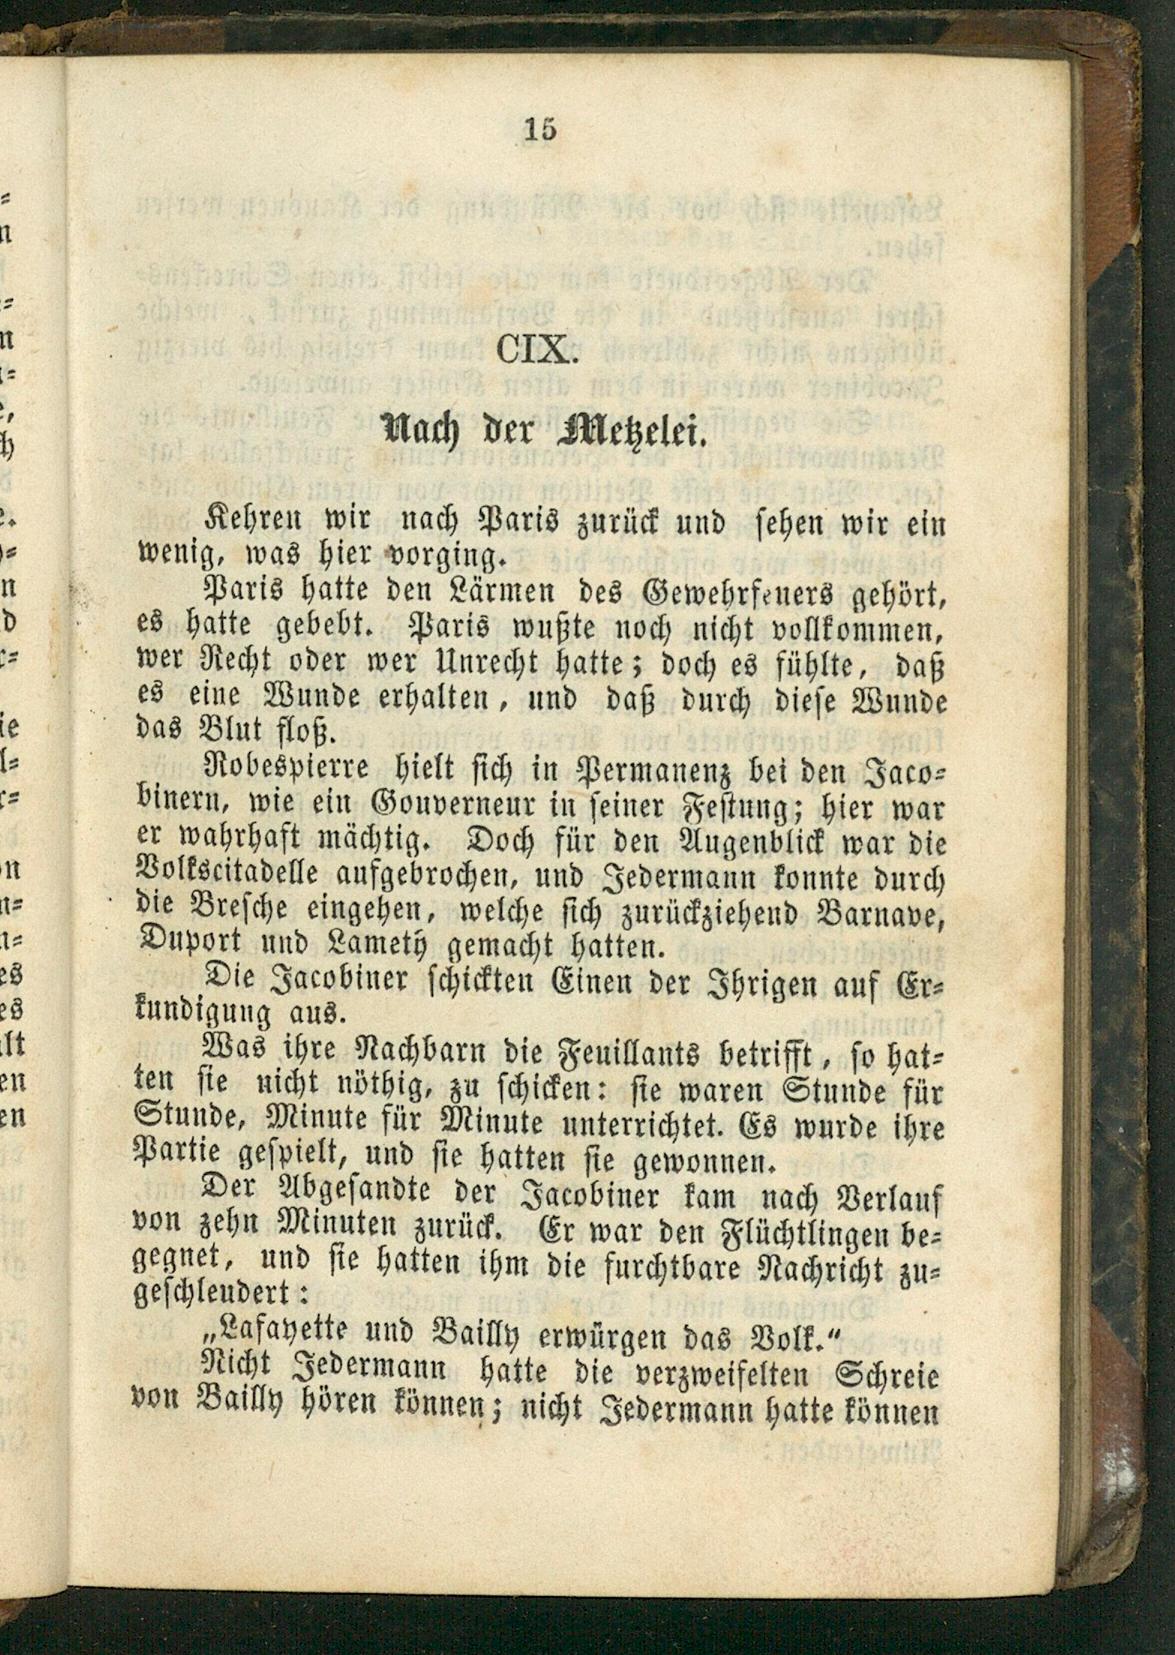 15
CIX.
Nach der Metzelei.
Kehren wir nach Paris zurück und sehen wir ein
wenig, was hier vorging.
Paris hatte den Lärmen des Gewehrfeuers gehört,
es hatte gebebt. Paris wußte noch nicht vollkommen,
wer Recht oder wer Unrecht hatte; doch es fühlte, daß
es eine Wunde erhalten, und daß durch diese Wunde
das Blut floß.
Robespierre hielt sich in Permanenz bei den Jaco-
binern, wie ein Gouverneur in seiner Festung; hier war
er wahrhaft mächtig. Doch für den Augenblick war die
Volkscitadelle aufgebrochen, und Jedermann konnte durch
die Bresche eingehen, welche sich zurückziehend Barnave,
Duport und Lameth gemacht hatten.
Die Jacobiner schickten Einen der Ihrigen auf Er-
kundigung aus.
Was ihre Nachbarn die Feuillants betrifft, so hat-
ten sie nicht nöthig, zu schicken: sie waren Stunde für
Stunde, Minute für Minute unterrichtet. Es wurde ihre
Partie gespielt, und sie hatten sie gewonnen.
Der Abgesandte der Jacobiner kam nach Verlauf
von zehn Minuten zurück. Er war den Flüchtlingen be-
gegnet, und sie hatten ihm die furchtbare Nachricht zu-
geschleudert:
„Lafayette und Bailly erwürgen das Volk.“
Nicht Jedermann hatte die verzweifelten Schreie
von Bailly hören können; nicht Jedermann hatte können